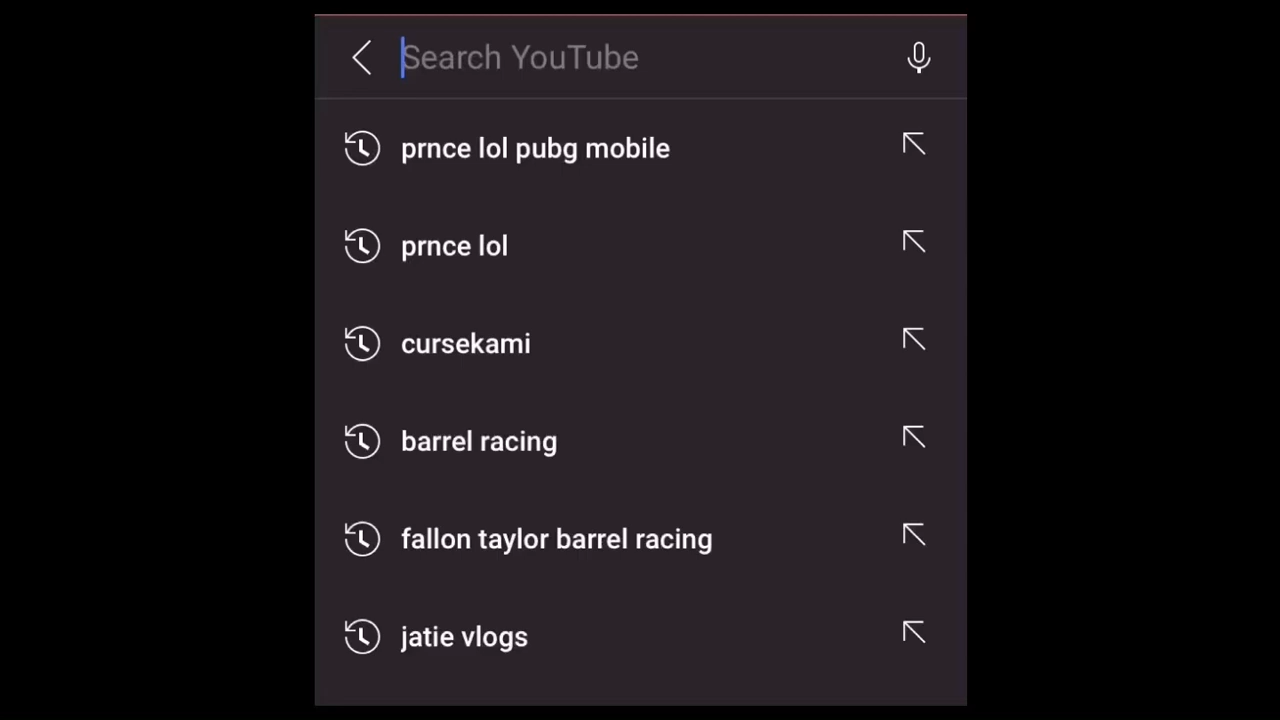 Search YouTube
prnce lol pubg mobile
prnce lol
cursekami
barrel racing
fallon taylor barrel racing
jatie vlogs